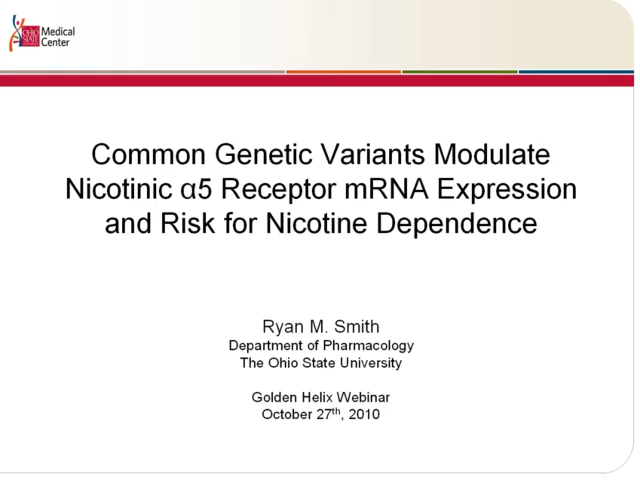 OHIO
STATE
Medical
Center
Common Genetic Variants Modulate
Nicotinic α5 Receptor mRNA Expression
and Risk for Nicotine Dependence
Ryan M. Smith
Department of Pharmacology
The Ohio State University
Golden Helix Webinar
October 27th, 2010